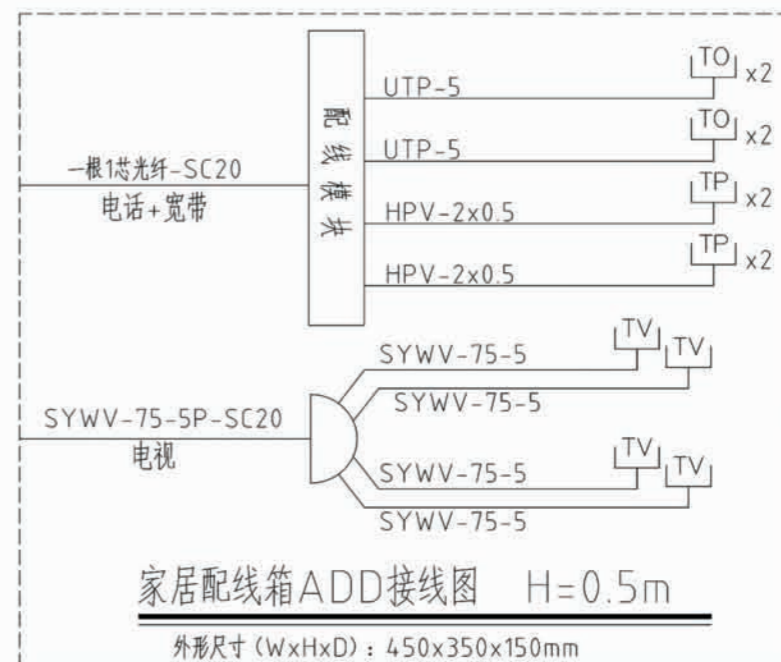 TO x2
UTP-5
TO x2
UTP-5
一根1芯光纤-SC20
电话+宽带
配线模块
TP x2
HPV-2x0.5
TP x2
HPV-2x0.5
TV
TV
SYWV-75-5
SYWV-75-5
SYWV-75-5P-SC20
电视
TV
TV
SYWV-75-5
SYWV-75-5
家居配线箱ADD接线图 H=0.5m
外形尺寸(WxHxD):450x350x150mm